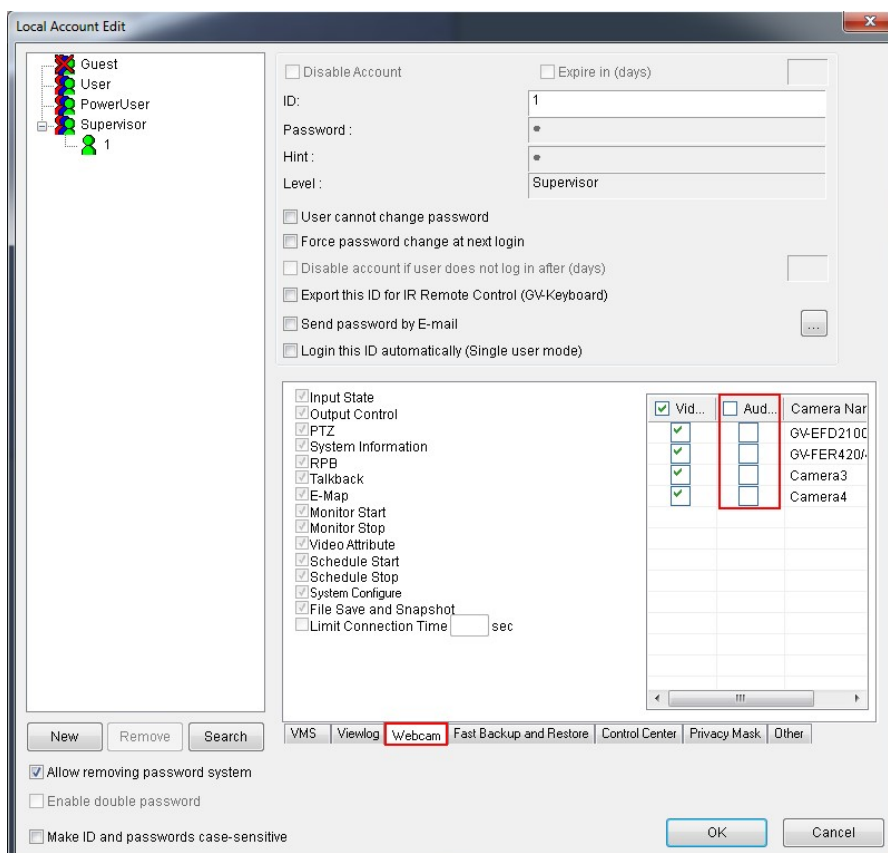 Local Account Edit
Guest
User
PowerUser
Supervisor
1
Disable Account Expire in (days)
ID: 1
Password :
Hint :
Level : Supervisor
User cannot change password
Force password change at next login
Disable account if user does not log in after (days)
Export this ID for IR Remote Control (GV-Keyboard)
Send password by E-mail ...
Login this ID automatically (Single user mode)
Input State
Output Control
PTZ
System Information
RPB
Talkback
E-Map
Monitor Start
Monitor Stop
Video Attribute
Schedule Start
Schedule Stop
System Configure
File Save and Snapshot
Limit Connection Time sec
Vid... Aud... Camera Nar
GV-EFD2100
GV-FER420/
Camera3
Camera4
New Remove Search
VMS Viewlog Webcam Fast Backup and Restore Control Center Privacy Mask Other
Allow removing password system
Enable double password
Make ID and passwords case-sensitive
OK Cancel